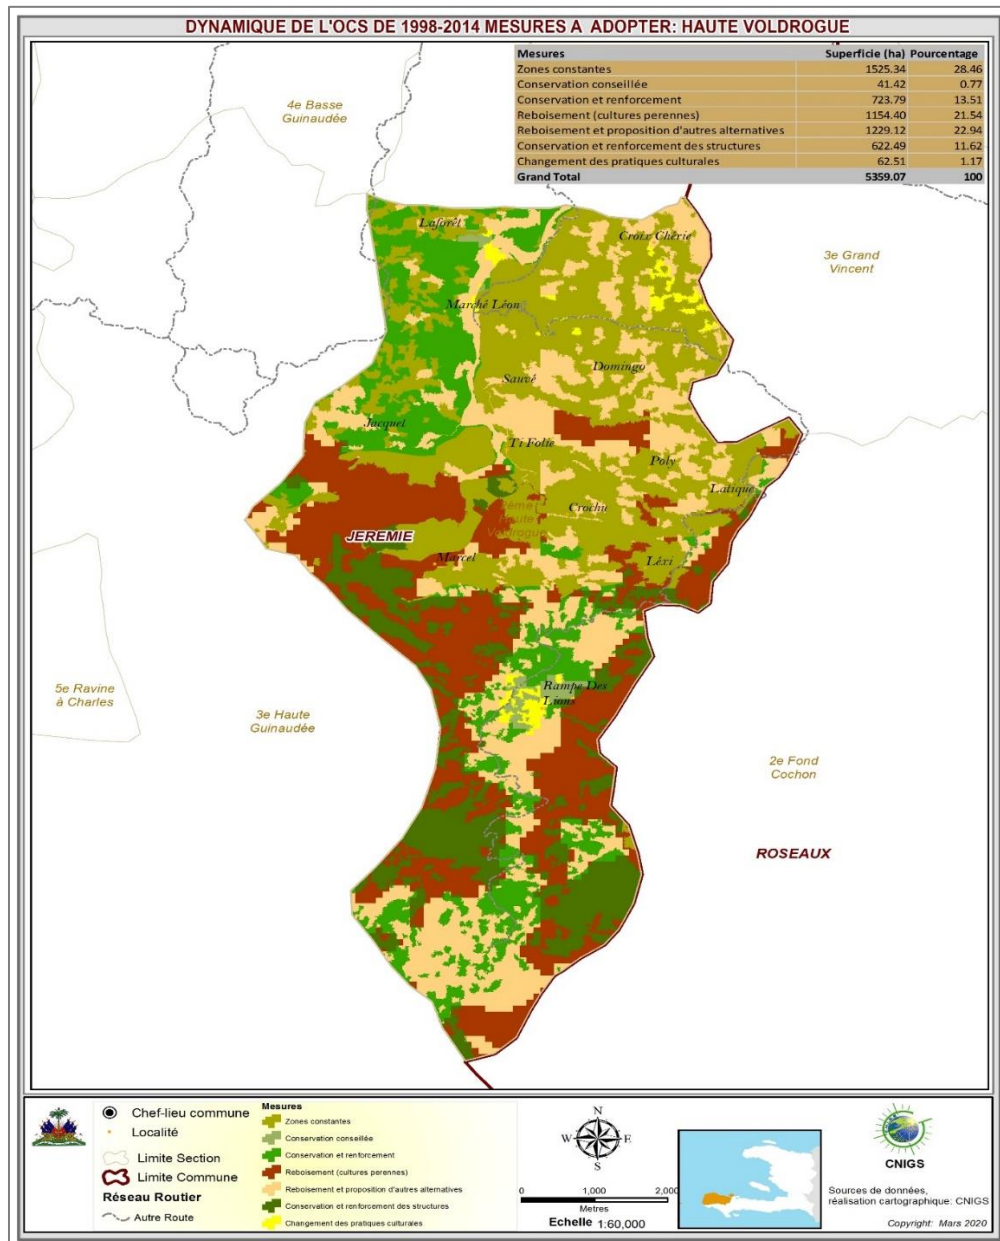 DYNAMIQUE DE L'OCS DE 1998-2014 MESURES A ADOPTER: HAUTE VOLDROGUE
Mesures Superficie (ha) Pourcentage
Zones constantes 1525.34 28.46
Conservation conseillée 41.42 0.77
Conservation et renforcement 723.79 13.51
Reboisement (cultures perennes) 1154.40 21.54
Reboisement et proposition d'autres alternatives 1229.12 22.94
Conservation et renforcement des structures 622.49 11.62
Changement des pratiques culturales 62.51 1.17
Grand Total 5359.07 100
4e Basse
Guinaudée
Laforêt
Croix Chérie
3e Grand
Vincent
Marché Léon
Domingo
Sauvé
Jacquet
Ti Folie
Poly
Latique
Crochu
2ème
Haute
Voldrogue
JEREMIE
Marcel
Léxi
5e Ravine
à Charles
3e Haute
Guinaudée
Rampe Des
Lions
2e Fond
Cochon
ROSEAUX
Chef-lieu commune
Localité
Limite Section
Limite Commune
Réseau Routier
Autre Route
Mesures
Zones constantes
Conservation conseillée
Conservation et renforcement
Reboisement (cultures perennes)
Reboisement et proposition d'autres alternatives
Conservation et renforcement des structures
Changement des pratiques culturales
N
W E
S
0 1,000 2,000
Metres
Echelle 1:60,000
CNIGS
Sources de données,
réalisation cartographique: CNIGS
Copyright: Mars 2020